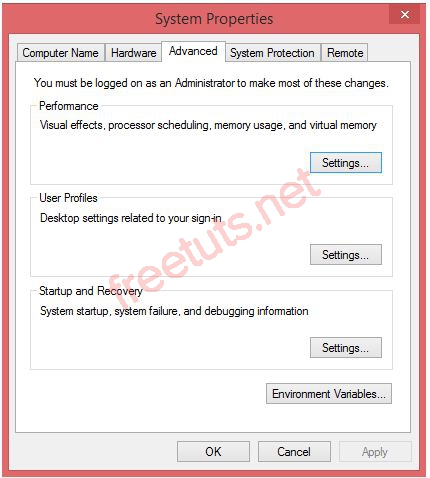 System Properties
Computer Name
Hardware
Advanced
System Protection
Remote
You must be logged on as an Administrator to make most of these changes.
Performance
Visual effects, processor scheduling, memory usage, and virtual memory
Settings...
User Profiles
Desktop settings related to your sign-in
Settings...
Startup and Recovery
System startup, system failure, and debugging information
Settings...
Environment Variables...
OK
Cancel
Apply
freetuts.net